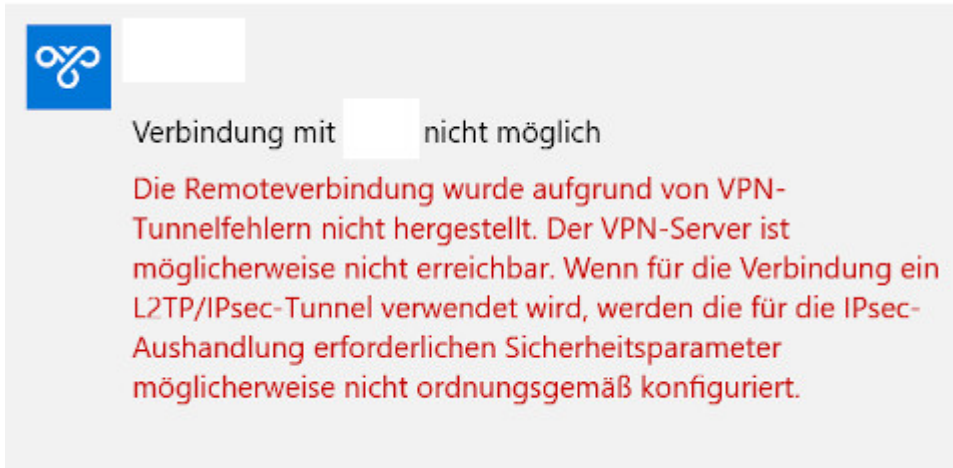 Verbindung mit nicht möglich
Die Remoteverbindung wurde aufgrund von VPN-
Tunnelfehlern nicht hergestellt. Der VPN-Server ist
möglicherweise nicht erreichbar. Wenn für die Verbindung ein
L2TP/IPsec-Tunnel verwendet wird, werden die für die IPsec-
Aushandlung erforderlichen Sicherheitsparameter
möglicherweise nicht ordnungsgemäß konfiguriert.